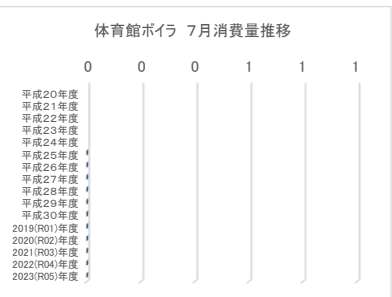 体育館ボイラ 7月消費量推移
0 0 0 1 1 1
平成20年度
平成21年度
平成22年度
平成23年度
平成24年度
平成25年度
平成26年度
平成27年度
平成28年度
平成29年度
平成30年度
2019(R01)年度
2020(R02)年度
2021(R03)年度
2022(R04)年度
2023(R05)年度